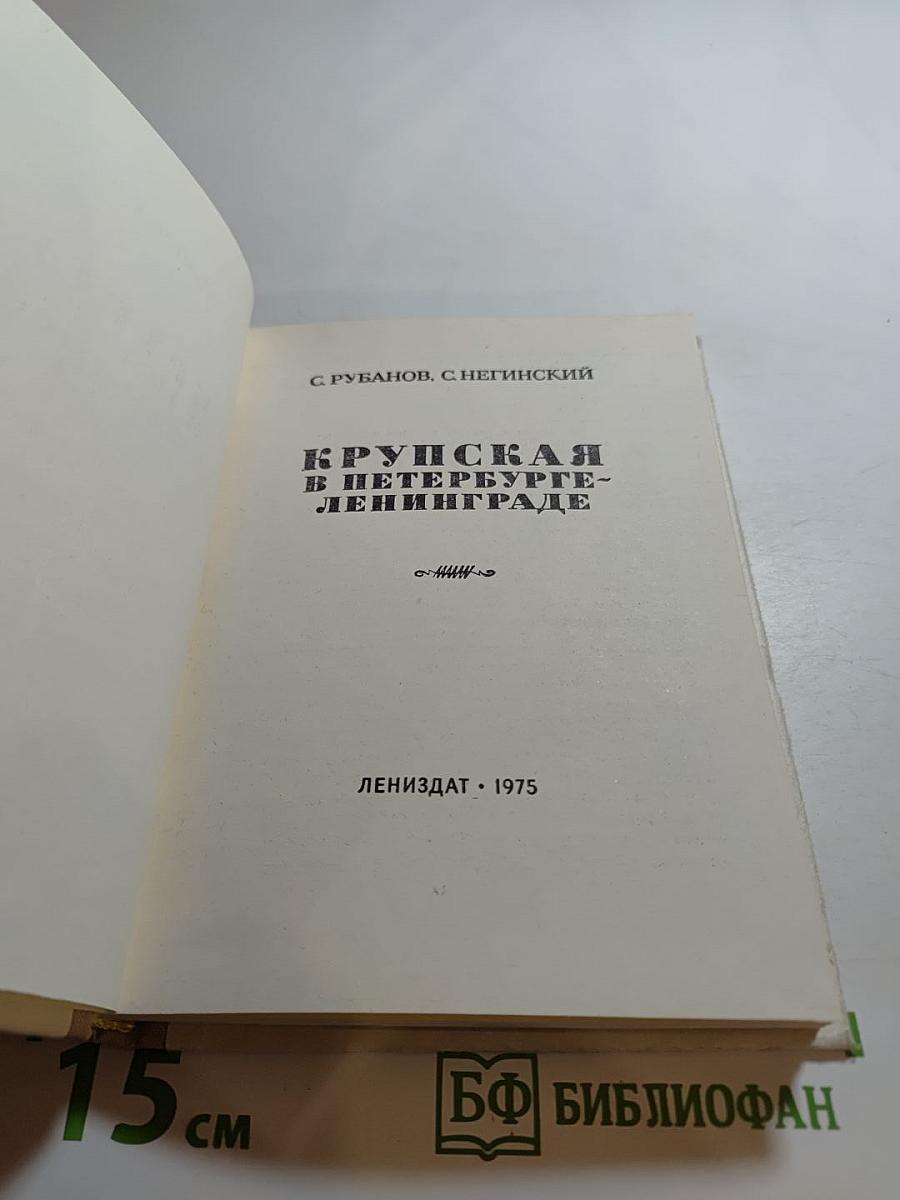 С. РУБАНОВ, С. НЕГИНСКИЙ
КРУПСКАЯ
В ПЕТЕРБУРГЕ-
ЛЕНИНГРАДЕ
ЛЕНИЗДАТ • 1975
15 см
БФ БИБЛИОФАН